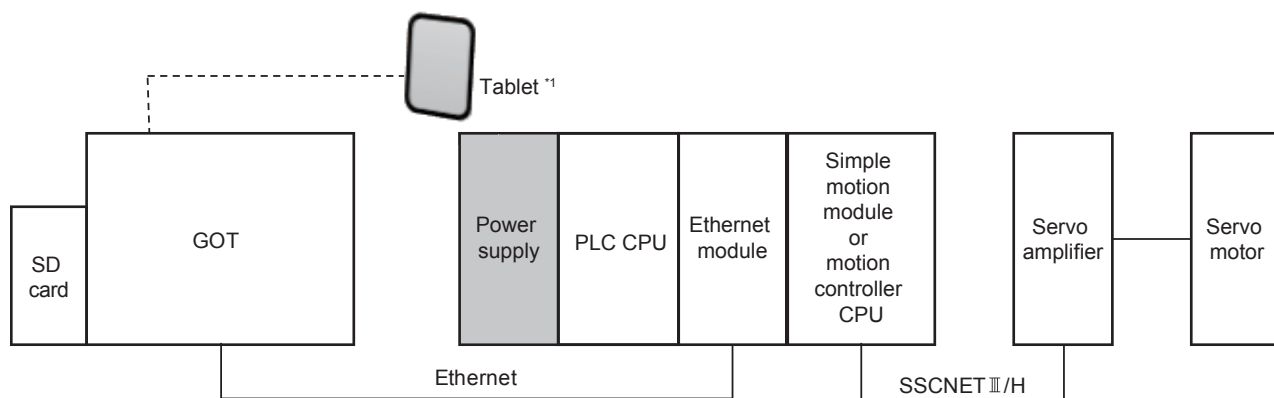 Tablet *1
SD
card
GOT
Power
supply
PLC CPU
Ethernet
module
Simple
motion
module
or
motion
controller
CPU
Servo
amplifier
Servo
motor
Ethernet
SSCNETⅢ/H